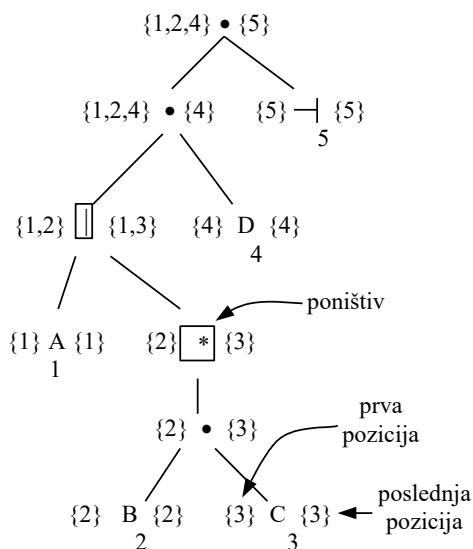 {1,2,4} • {5}
{1,2,4} • {4} {5} ⊣ {5}
5
{1,2} | {1,3} {4} D {4}
4
poništiv
{1} A {1} {2} * {3}
1
prva
pozicija
{2} • {3}
poslednja
pozicija
{2} B {2} {3} C {3}
2 3